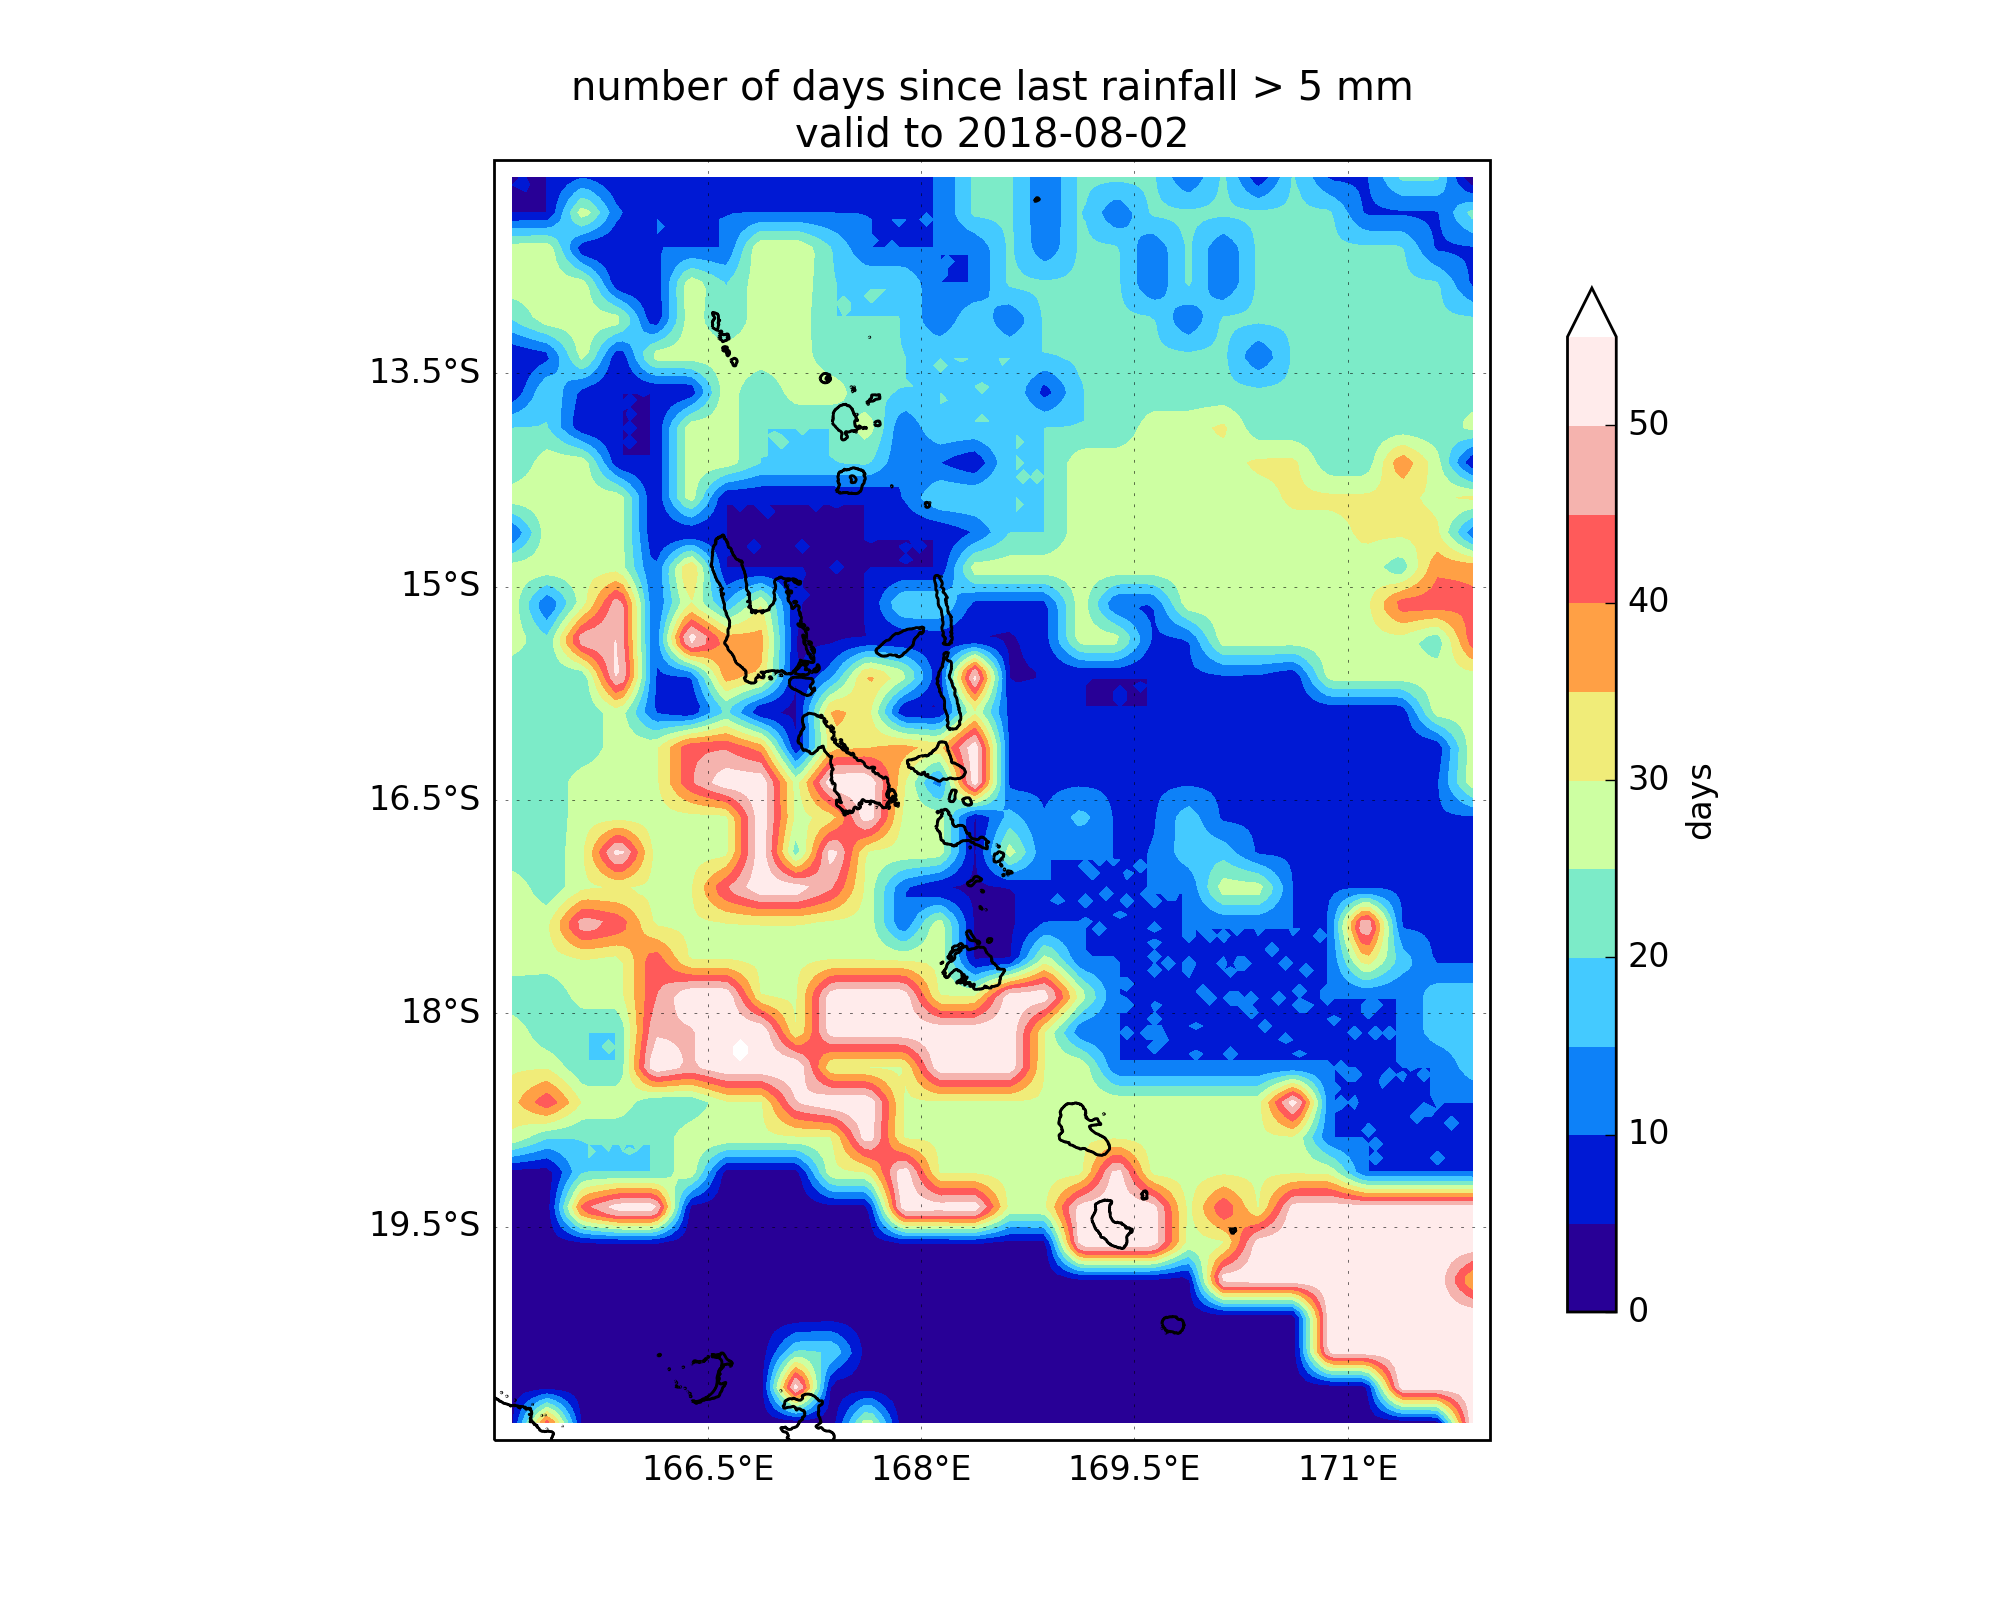 number of days since last rainfall > 5 mm
valid to 2018-08-02
13.5°S
15°S
16.5°S
18°S
19.5°S
166.5°E
168°E
169.5°E
171°E
50
40
30
20
10
0
days